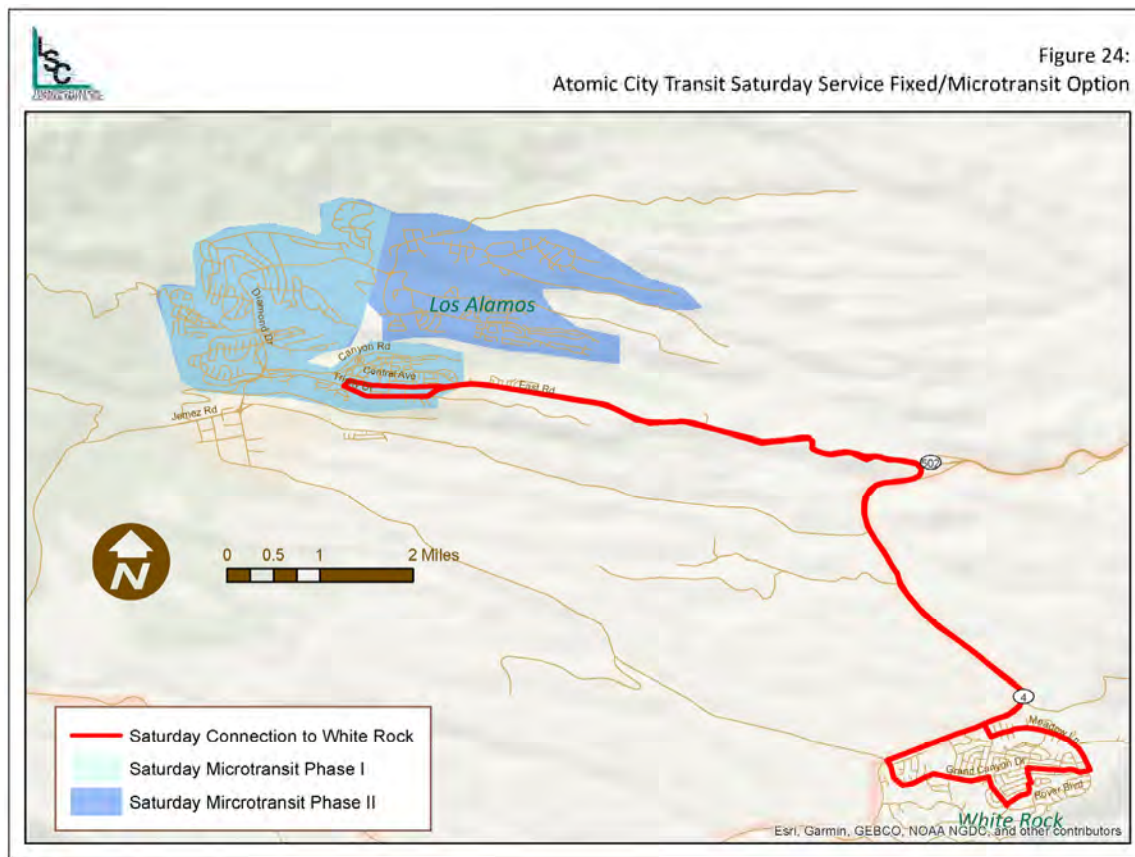 LSC
Figure 24:
Atomic City Transit Saturday Service Fixed/Microtransit Option
Diamond Dr
Los Alamos
Canyon Rd
Central Ave
East Rd
Jemez Rd
502
N
0 0.5 1 2 Miles
4
Meadow Ln
Grand Canyon Dr
Rover Blvd
White Rock
Saturday Connection to White Rock
Saturday Microtransit Phase I
Saturday Mircrotransit Phase II
Esri, Garmin, GEBCO, NOAA NGDC, and other contributors